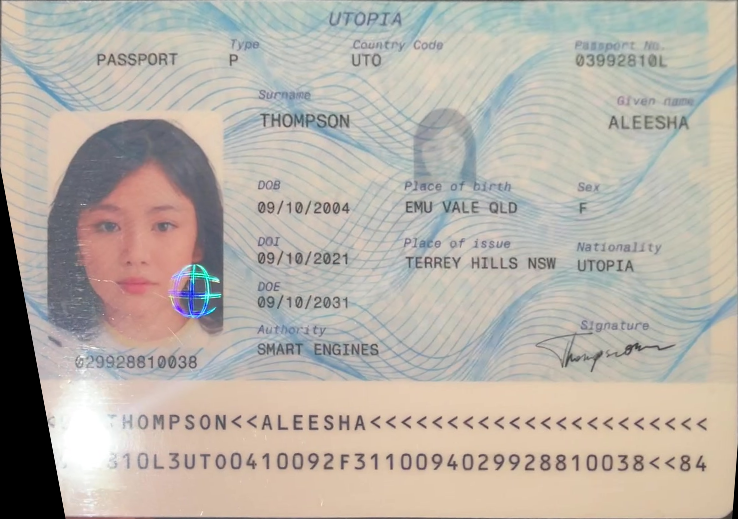 UTOPIA
PASSPORT
Type
P
Country Code
UTO
Passport No.
03992810L
Surname
THOMPSON
Given name
ALEESHA
DOB
09/10/2004
Place of birth
EMU VALE QLD
Sex
F
DOI
09/10/2021
Place of issue
TERREY HILLS NSW
Nationality
UTOPIA
DOE
09/10/2031
Authority
SMART ENGINES
Signature
Thompson
029928810038
THOMPSON<<ALEESHA<<<<<<<<<<<<<<<<<<<<<<
810L3UTO0410092F3110094029928810038<<84